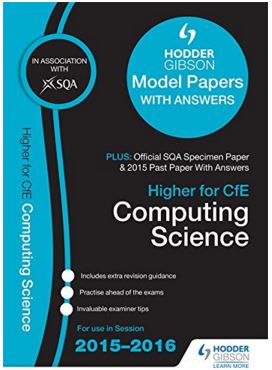 IN ASSOCIATION
WITH
SQA
Higher for CfE Computing Science
HODDER
GIBSON
Model Papers
WITH ANSWERS
PLUS: Official SQA Specimen Paper
& 2015 Past Paper With Answers
Higher for CfE
Computing
Science
Includes extra revision guidance
Practise ahead of the exams
Invaluable examiner tips
For use in Session
2015–2016
HODDER
GIBSON
LEARN MORE